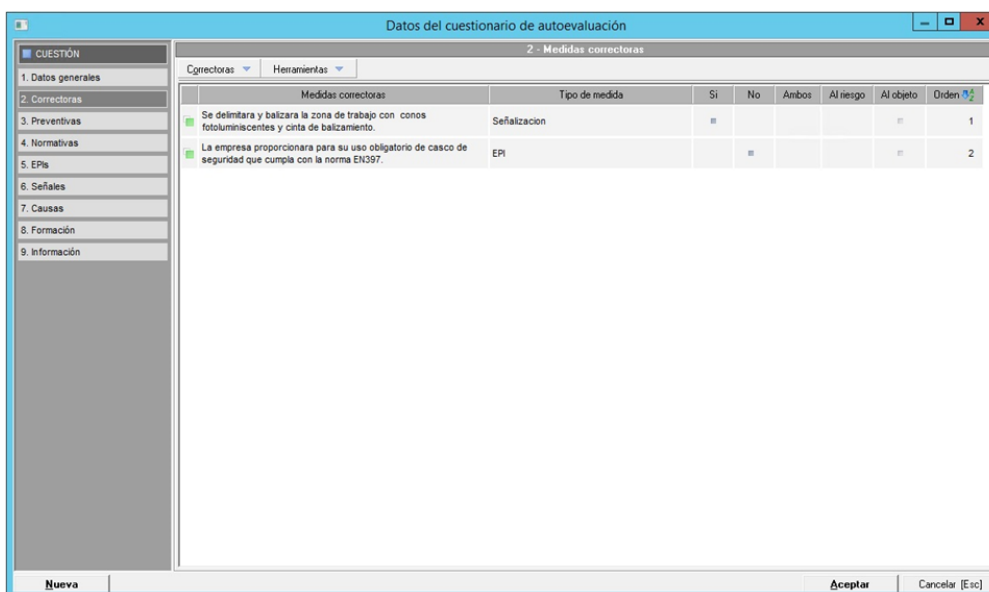 Datos del cuestionario de autoevaluación
CUESTIÓN
1. Datos generales
2. Correctoras
3. Preventivas
4. Normativas
5. EPIs
6. Señales
7. Causas
8. Formación
9. Información
2 - Medidas correctoras
Correctoras
Herramientas
Medidas correctoras
Tipo de medida
Si
No
Ambos
Al riesgo
Al objeto
Orden
Se delimitara y balizara la zona de trabajo con conos
fotoluminiscentes y cinta de balizamiento.
Señalizacion
1
La empresa proporcionara para su uso obligatorio de casco de
seguridad que cumpla con la norma EN397.
EPI
2
Nueva
Aceptar
Cancelar [Esc]